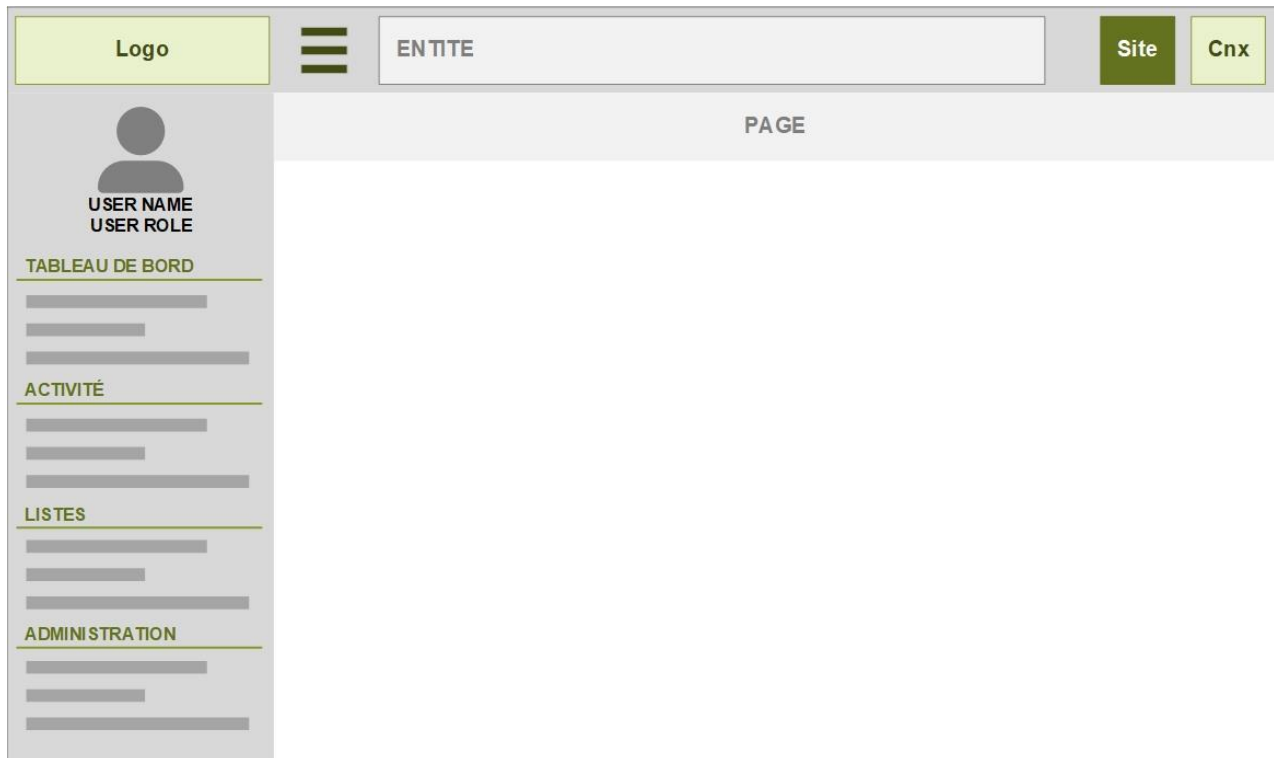 Logo
ENTITE
Site
Cnx
PAGE
USER NAME
USER ROLE
TABLEAU DE BORD
ACTIVITÉ
LISTES
ADMINISTRATION